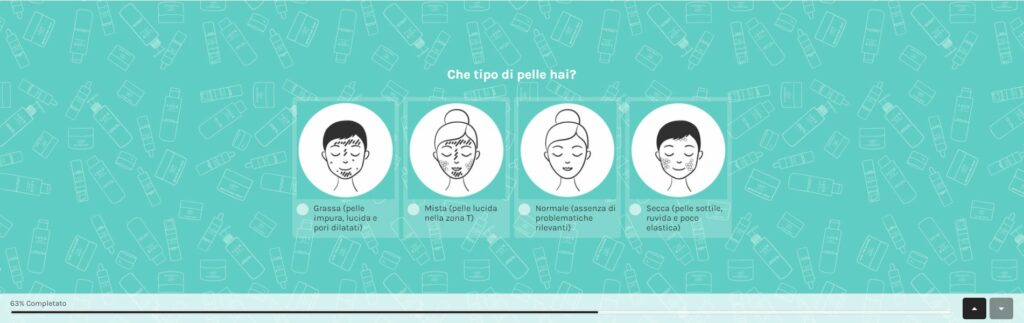 Che tipo di pelle hai?
Grassa (pelle
impura, lucida e
pori dilatati)
Mista (pelle lucida
nella zona T)
Normale (assenza di
problematiche
rilevanti)
Secca (pelle sottile,
ruvida e poco
elastica)
63% Completato